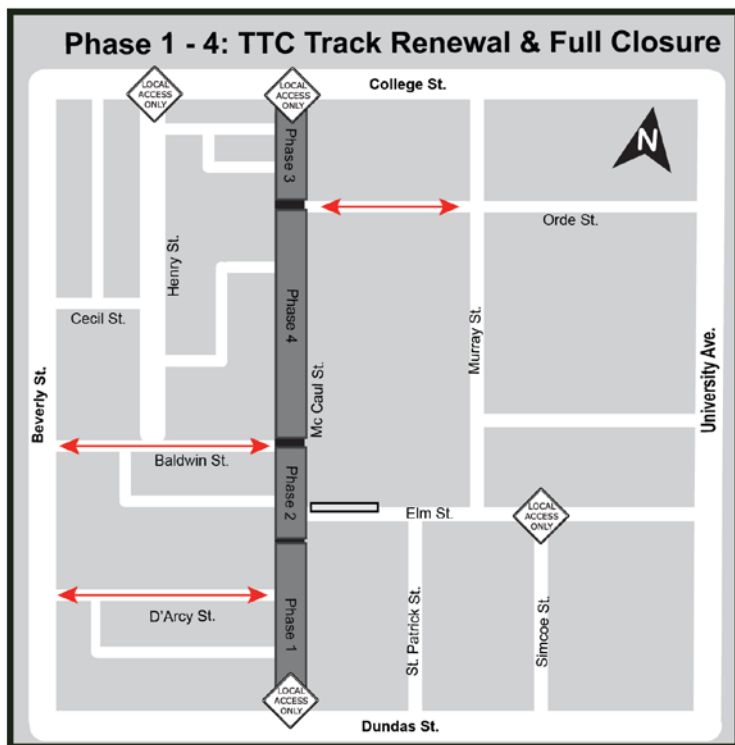 Phase 1 - 4: TTC Track Renewal & Full Closure
LOCAL
ACCESS
ONLY
LOCAL
ACCESS
ONLY
College St.
N
Phase 3
Orde St.
Henry St.
Cecil St.
Phase 4
Murray St.
University Ave.
Mc Caul St.
Beverly St.
Baldwin St.
Phase 2
Elm St.
LOCAL
ACCESS
ONLY
D'Arcy St.
Phase 1
St. Patrick St.
Simcoe St.
LOCAL
ACCESS
ONLY
Dundas St.